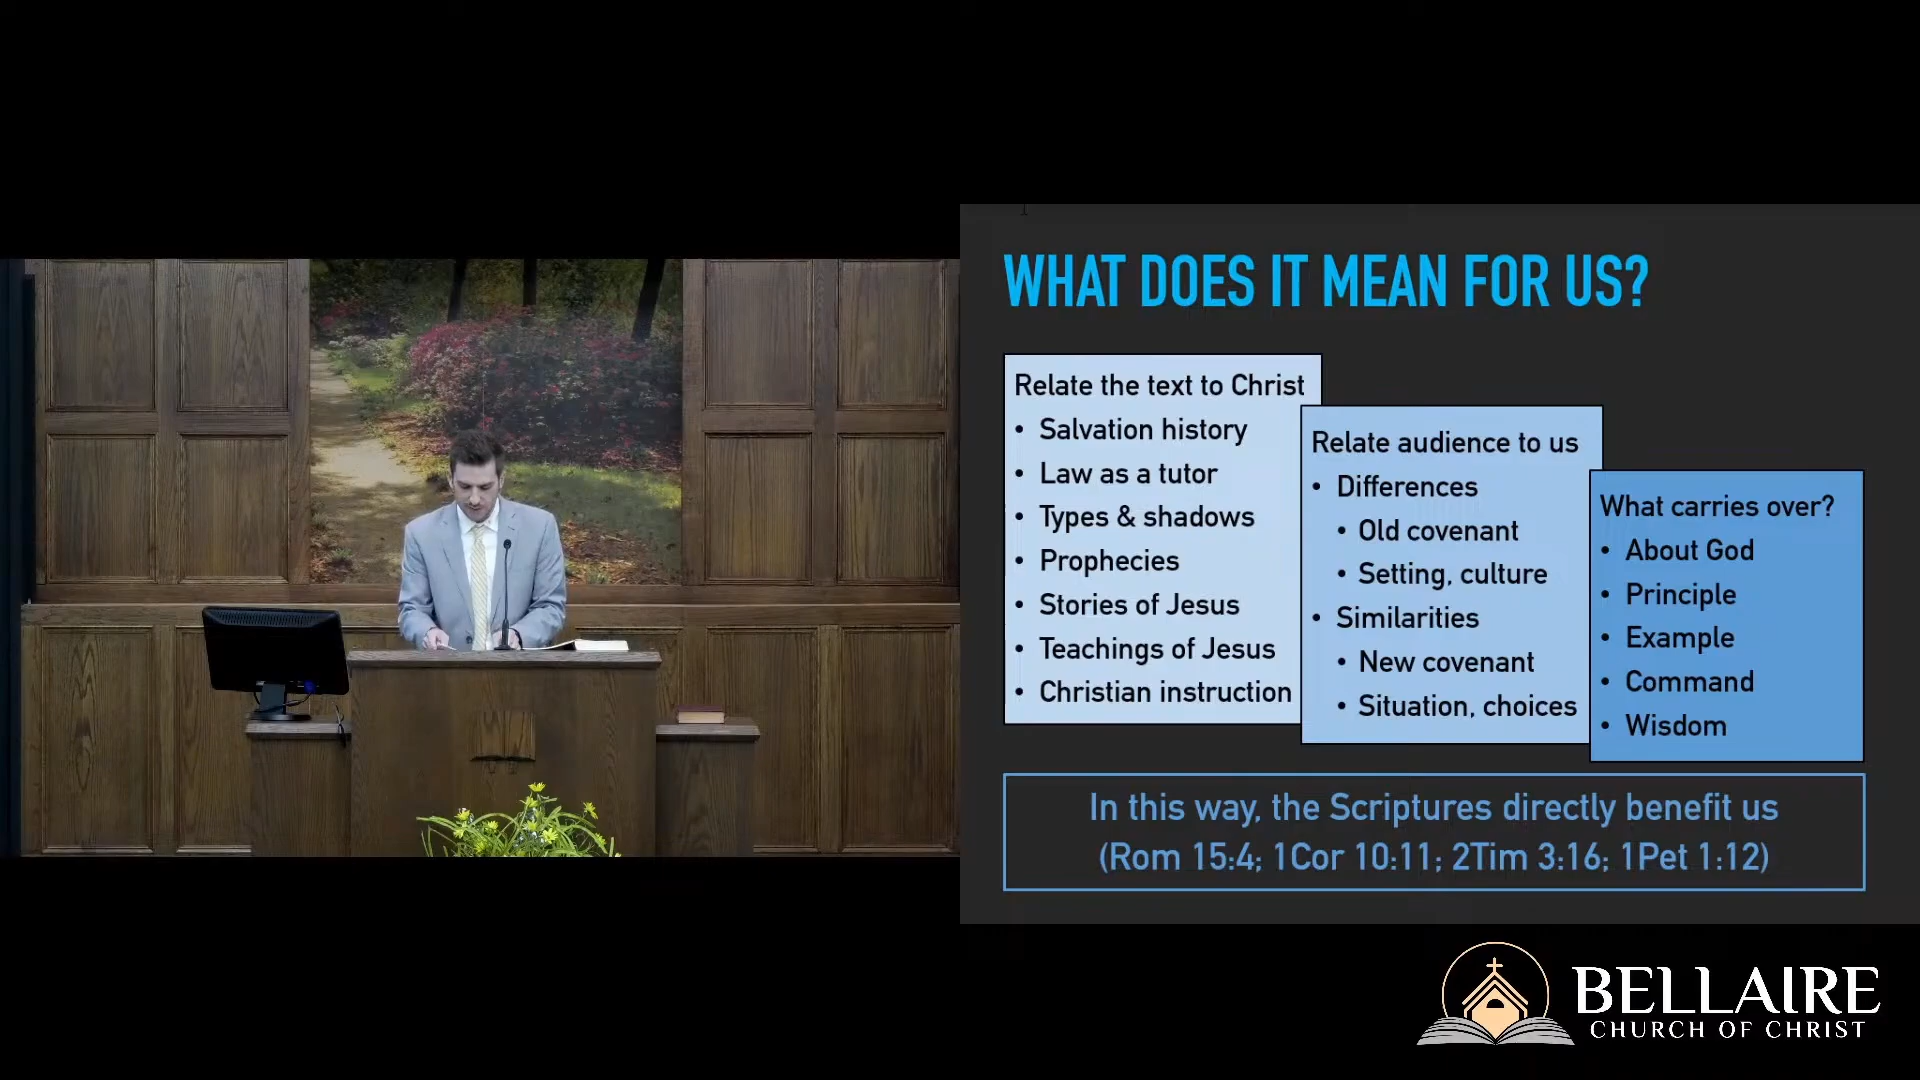 WHAT DOES IT MEAN FOR US?
Relate the text to Christ
• Salvation history
• Law as a tutor
• Types & shadows
• Prophecies
• Stories of Jesus
• Teachings of Jesus
• Christian instruction
Relate audience to us
• Differences
• Old covenant
• Setting, culture
• Similarities
• New covenant
• Situation, choices
What carries over?
• About God
• Principle
• Example
• Command
• Wisdom
In this way, the Scriptures directly benefit us
(Rom 15:4; 1Cor 10:11; 2Tim 3:16; 1Pet 1:12)
BELLAIRE
CHURCH OF CHRIST